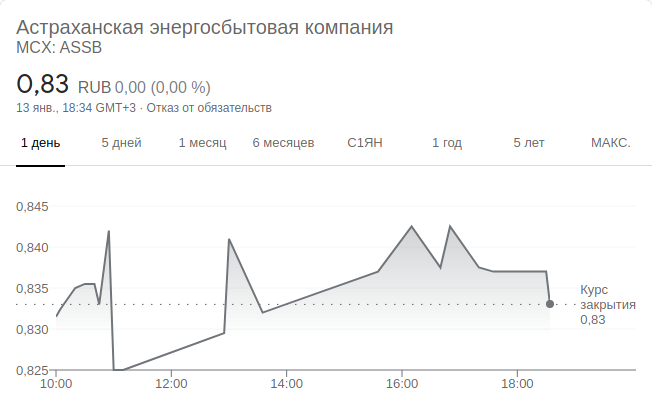 Астраханская энергосбытовая компания
MCX: ASSB
0,83 RUB 0,00 (0,00 %)
13 янв., 18:34 GMT+3 · Отказ от обязательств
1 день 5 дней 1 месяц 6 месяцев С1ЯН 1 год 5 лет МАКС.
0,845
0,840
0,835
0,830
0,825
Курс
закрытия
0,83
10:00 12:00 14:00 16:00 18:00